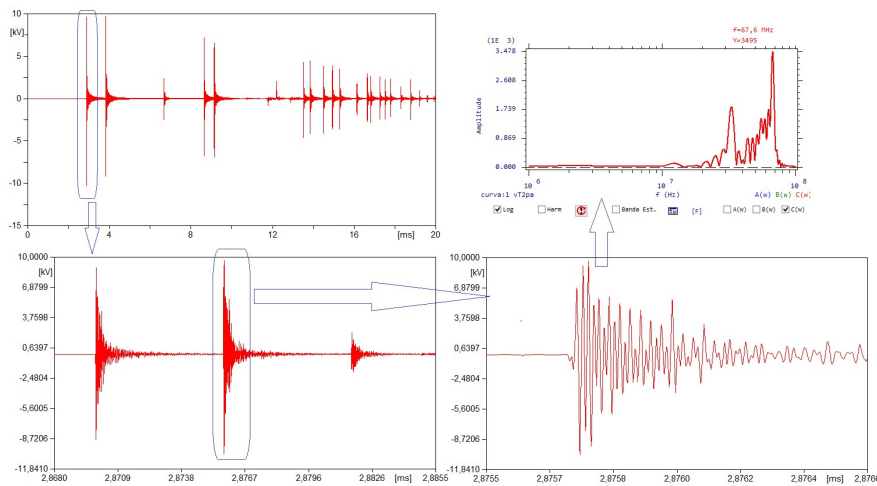 10
[kV]
5
0
-5
-10
-15
0
4
8
12
16
[ms]
20
f=67,6 MHz
Y=3495
(1E 3)
3.478
2.608
1.739
0.869
0.000
Amplitude
10 6
10 7
10 8
curva:1 vT2pa
f (Hz)
A(w) B(w) C(w)
Log
Harm
Banda Est.
[F]
A(w)
B(w)
C(w)
10,0000
[kV]
6,8799
3,7598
0,6397
-2,4804
-5,6005
-8,7206
-11,8410
2,8680
2,8709
2,8738
2,8767
2,8796
2,8826
[ms]
2,8855
10,0000
[kV]
6,8799
3,7598
0,6397
-2,4804
-5,6005
-8,7206
-11,8410
2,8755
2,8757
2,8758
2,8760
2,8762
2,8764
[ms]
2,8766